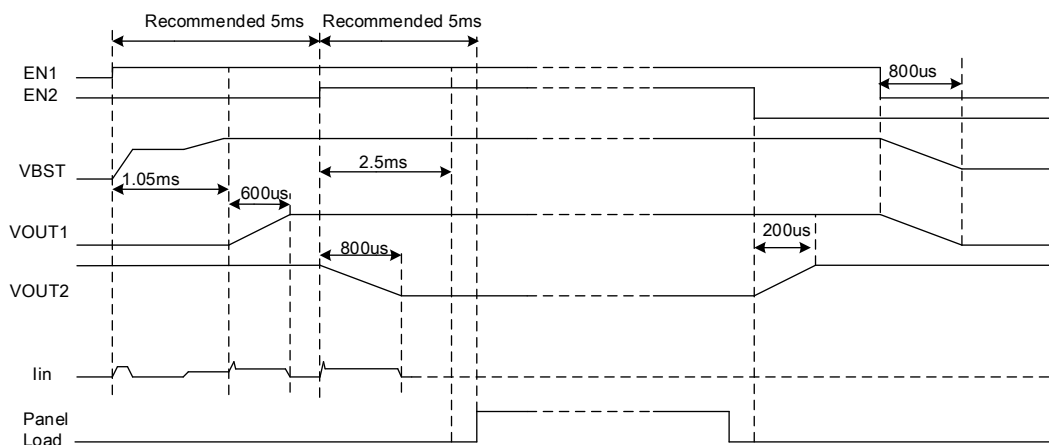 Recommended 5ms
Recommended 5ms
EN1
800us
EN2
2.5ms
VBST
1.05ms
600us
VOUT1
200us
800us
VOUT2
Iin
Panel
Load